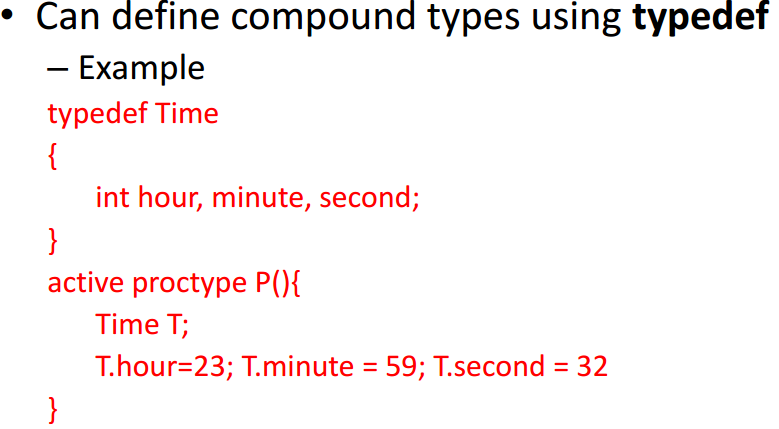 • Can define compound types using typedef
– Example
typedef Time
{
int hour, minute, second;
}
active proctype P(){
Time T;
T.hour=23; T.minute = 59; T.second = 32
}